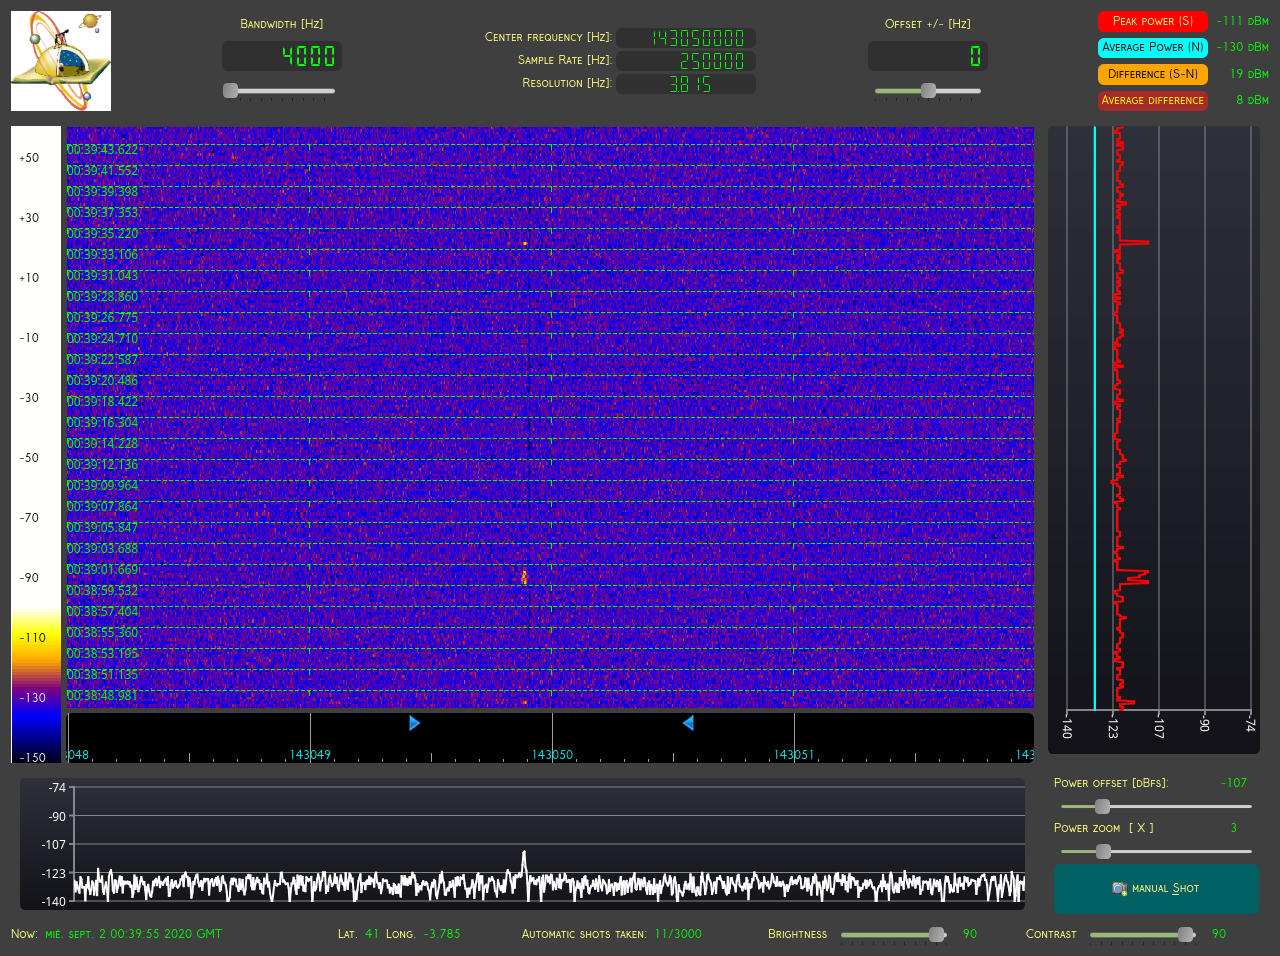 Bandwidth [Hz]
4000
Center frequency [Hz]: 143050000
Sample Rate [Hz]: 250000
Resolution [Hz]: 3.815
Offset +/- [Hz]
0
Peak power (S) -111 dBm
Average Power (N) -130 dBm
Difference (S-N) 19 dBm
Average difference 8 dBm
+50
+30
+10
-10
-30
-50
-70
-90
-110
-130
-150
00:39:43.622
00:39:41.552
00:39:39.398
00:39:37.353
00:39:35.220
00:39:33.106
00:39:31.043
00:39:28.860
00:39:26.775
00:39:24.710
00:39:22.587
00:39:20.486
00:39:18.422
00:39:16.304
00:39:14.228
00:39:12.136
00:39:09.964
00:39:07.864
00:39:05.847
00:39:03.688
00:39:01.669
00:38:59.532
00:38:57.404
00:38:55.360
00:38:53.195
00:38:51.135
00:38:48.981
048 143049 143050 143051 143
-140 -123 -107 -90 -74
-74
-90
-107
-123
-140
Power offset [dBfs]: -107
Power zoom [ X ] 3
manual Shot
Now: mié. sept. 2 00:39:55 2020 GMT
Lat. 41 Long. -3.785
Automatic shots taken: 11/3000
Brightness 90
Contrast 90